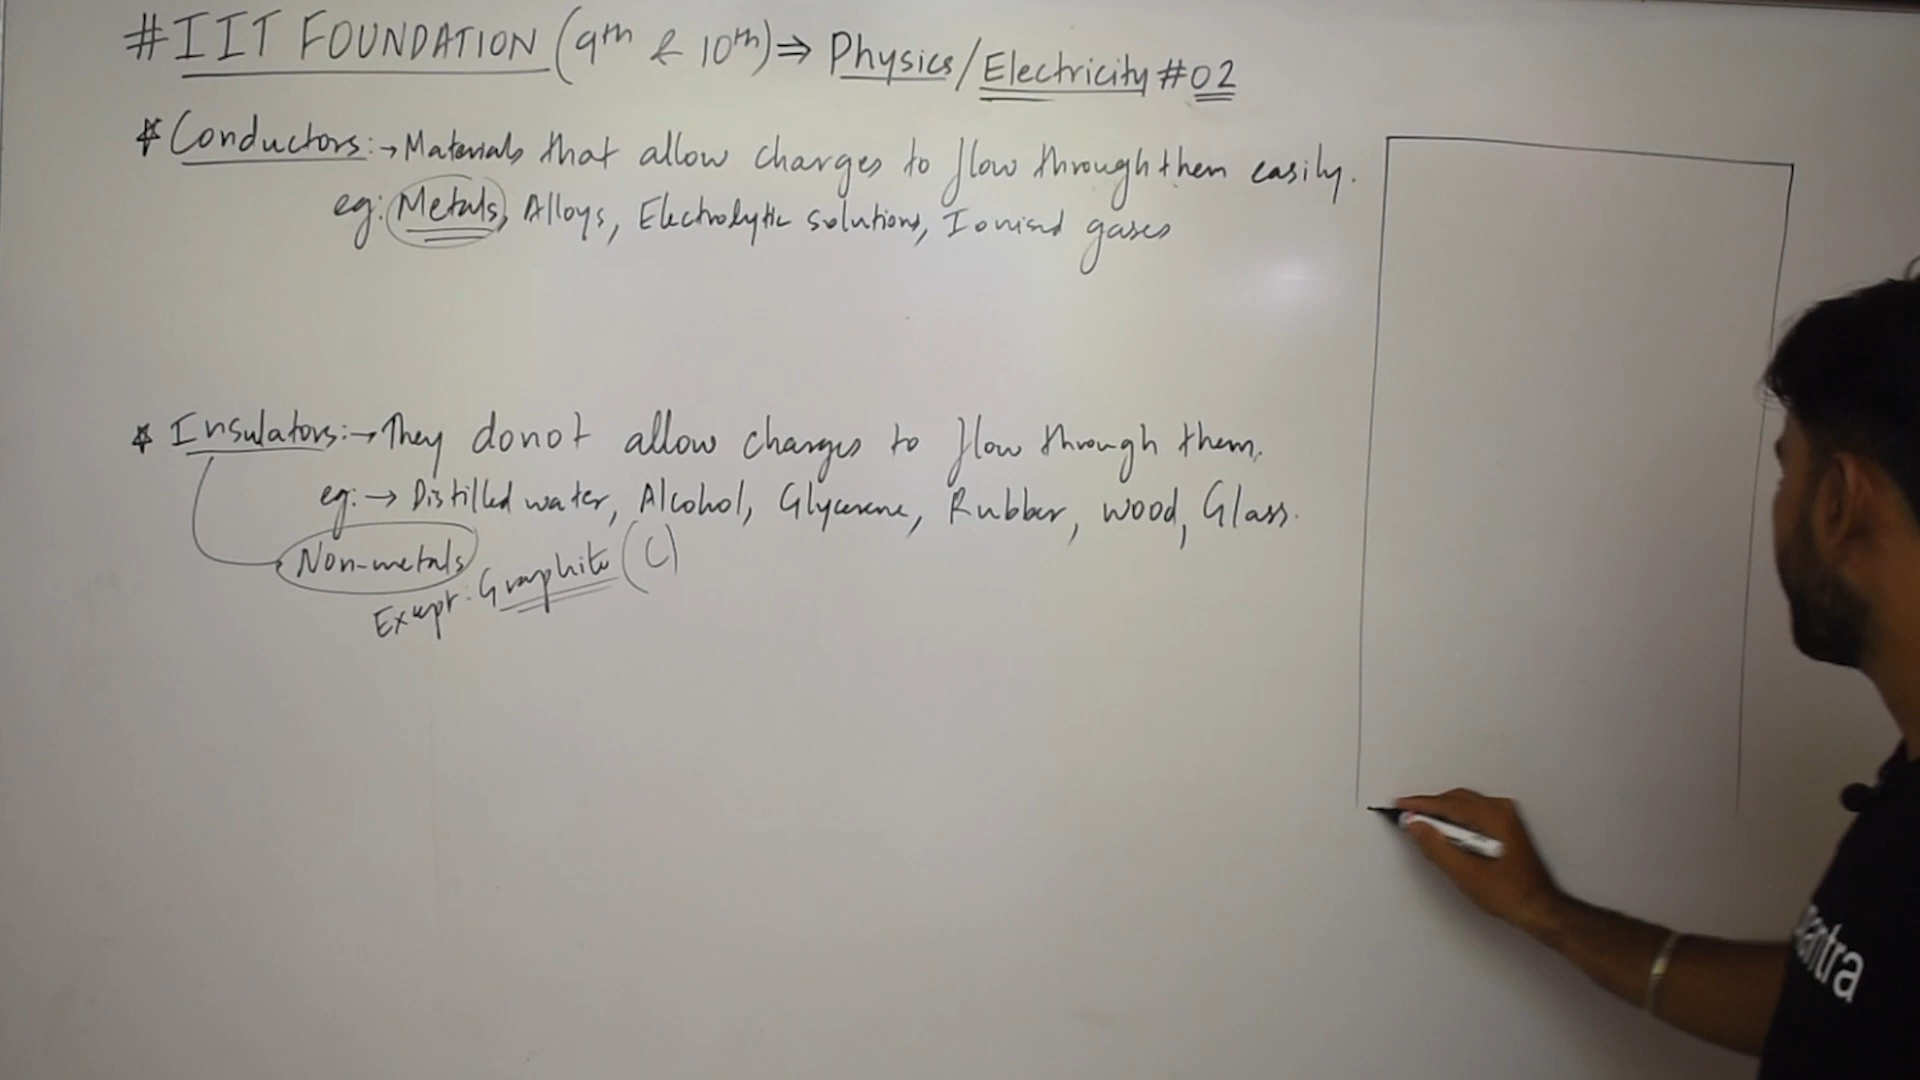 #IIT FOUNDATION (9th & 10th) ⇒ Physics/Electricity #02
* Conductors:→ Materials that allow charges to flow through them easily.
eg: Metals, Alloys, Electrolytic solutions, Ionised gases
* Insulators:→ They donot allow charges to flow through them.
eg:→ Distilled water, Alcohol, Glycerene, Rubber, wood, Glass.
Non-metals
Except: Graphite (C)
antra